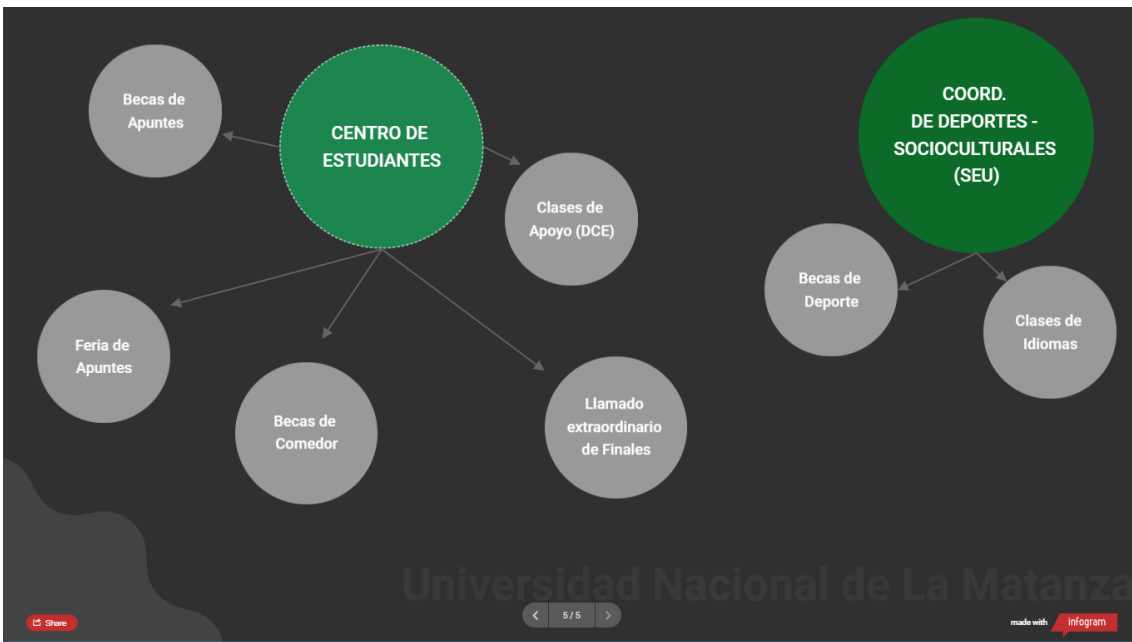 Becas de
Apuntes
CENTRO DE
ESTUDIANTES
Clases de
Apoyo (DCE)
COORD.
DE DEPORTES -
SOCIOCULTURALES
(SEU)
Becas de
Deporte
Clases de
Idiomas
Feria de
Apuntes
Becas de
Comedor
Llamado
extraordinario
de Finales
Universidad Nacional de La Matanza
Share
5 / 5
made with infogram